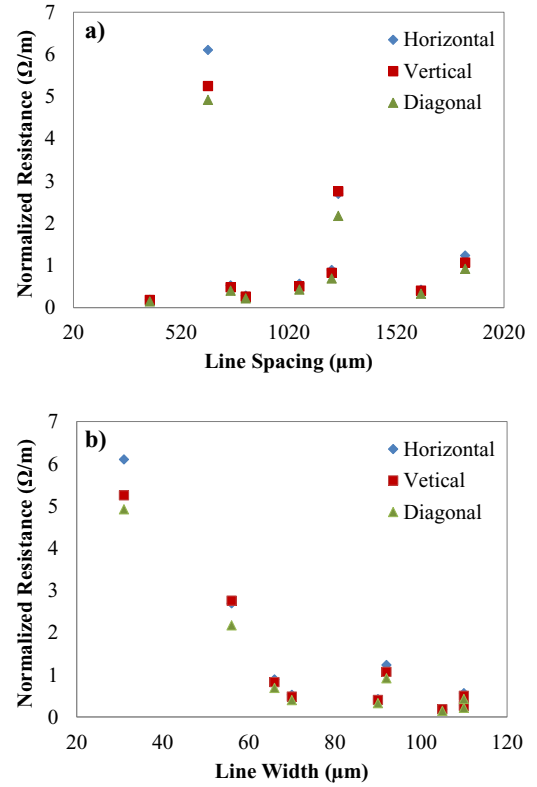 a)
Horizontal
Vertical
Diagonal
Normalized Resistance (Ω/m)
7
6
5
4
3
2
1
0
20 520 1020 1520 2020
Line Spacing (µm)
b)
Horizontal
Vetical
Diagonal
Normalized Resistance (Ω/m)
7
6
5
4
3
2
1
0
20 40 60 80 100 120
Line Width (µm)